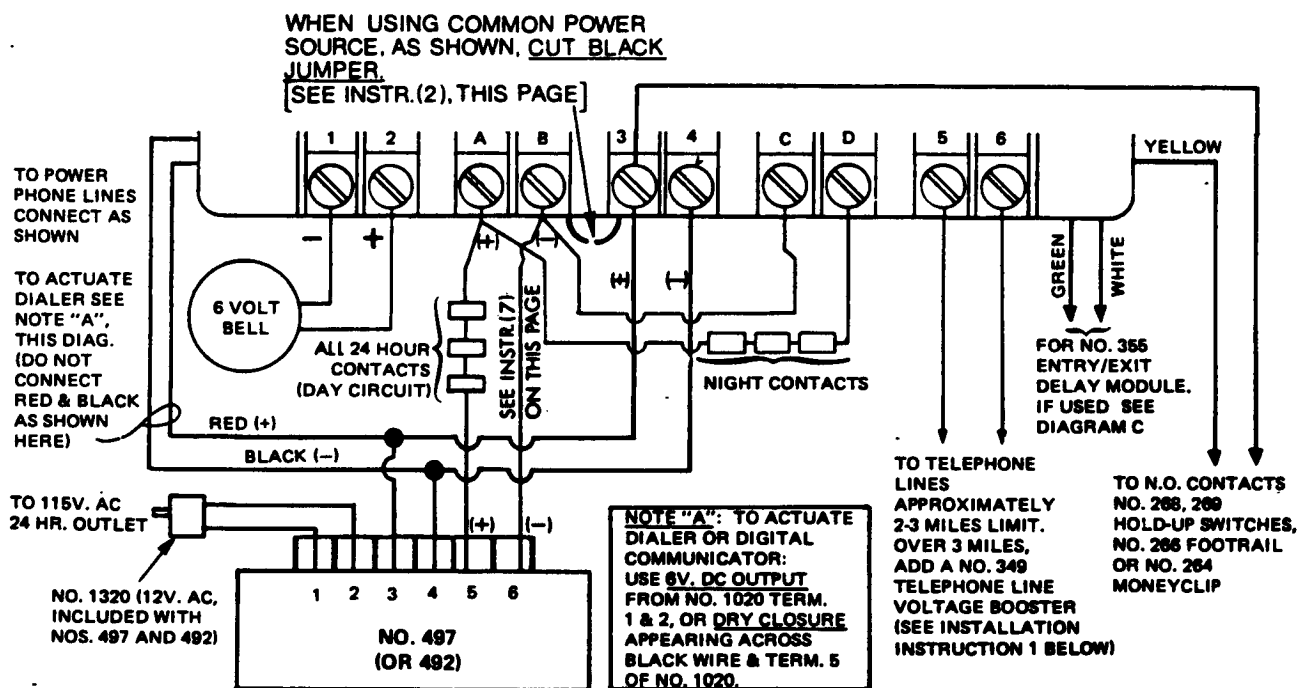 WHEN USING COMMON POWER
SOURCE, AS SHOWN, CUT BLACK
JUMPER.
[SEE INSTR.(2), THIS PAGE]
1
2
A
B
3
4
C
D
5
6
YELLOW
TO POWER
PHONE LINES
CONNECT AS
SHOWN
TO ACTUATE
DIALER SEE
NOTE "A",
THIS DIAG.
(DO NOT
CONNECT
RED & BLACK
AS SHOWN
HERE)
−
+
6 VOLT
BELL
(+)
(−)
(+)
(−)
ALL 24 HOUR
CONTACTS
(DAY CIRCUIT)
SEE INSTR.(7)
ON THIS PAGE
NIGHT CONTACTS
GREEN
WHITE
FOR NO. 355
ENTRY/EXIT
DELAY MODULE.
IF USED SEE
DIAGRAM C
RED (+)
BLACK (−)
TO 115V. AC
24 HR. OUTLET
(+)
(−)
1 2 3 4 5 6
NO. 1320 (12V. AC,
INCLUDED WITH
NOS. 497 AND 492)
NO. 497
(OR 492)
NOTE "A": TO ACTUATE
DIALER OR DIGITAL
COMMUNICATOR:
USE 6V. DC OUTPUT
FROM NO. 1020 TERM.
1 & 2, OR DRY CLOSURE
APPEARING ACROSS
BLACK WIRE & TERM. 5
OF NO. 1020.
TO TELEPHONE
LINES
APPROXIMATELY
2-3 MILES LIMIT.
OVER 3 MILES,
ADD A NO. 349
TELEPHONE LINE
VOLTAGE BOOSTER
(SEE INSTALLATION
INSTRUCTION 1 BELOW)
TO N.O. CONTACTS
NO. 268, 269
HOLD-UP SWITCHES,
NO. 266 FOOTRAIL
OR NO. 264
MONEYCLIP